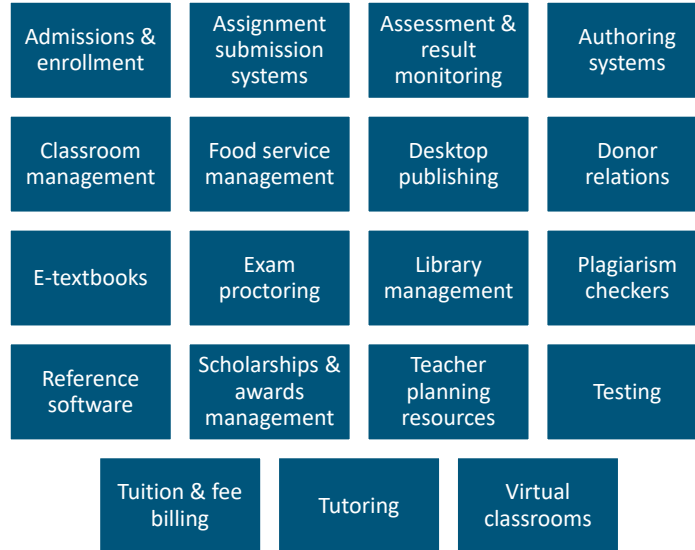 Admissions &
enrollment
Assignment
submission
systems
Assessment &
result
monitoring
Authoring
systems
Classroom
management
Food service
management
Desktop
publishing
Donor
relations
E-textbooks
Exam
proctoring
Library
management
Plagiarism
checkers
Reference
software
Scholarships &
awards
management
Teacher
planning
resources
Testing
Tuition & fee
billing
Tutoring
Virtual
classrooms